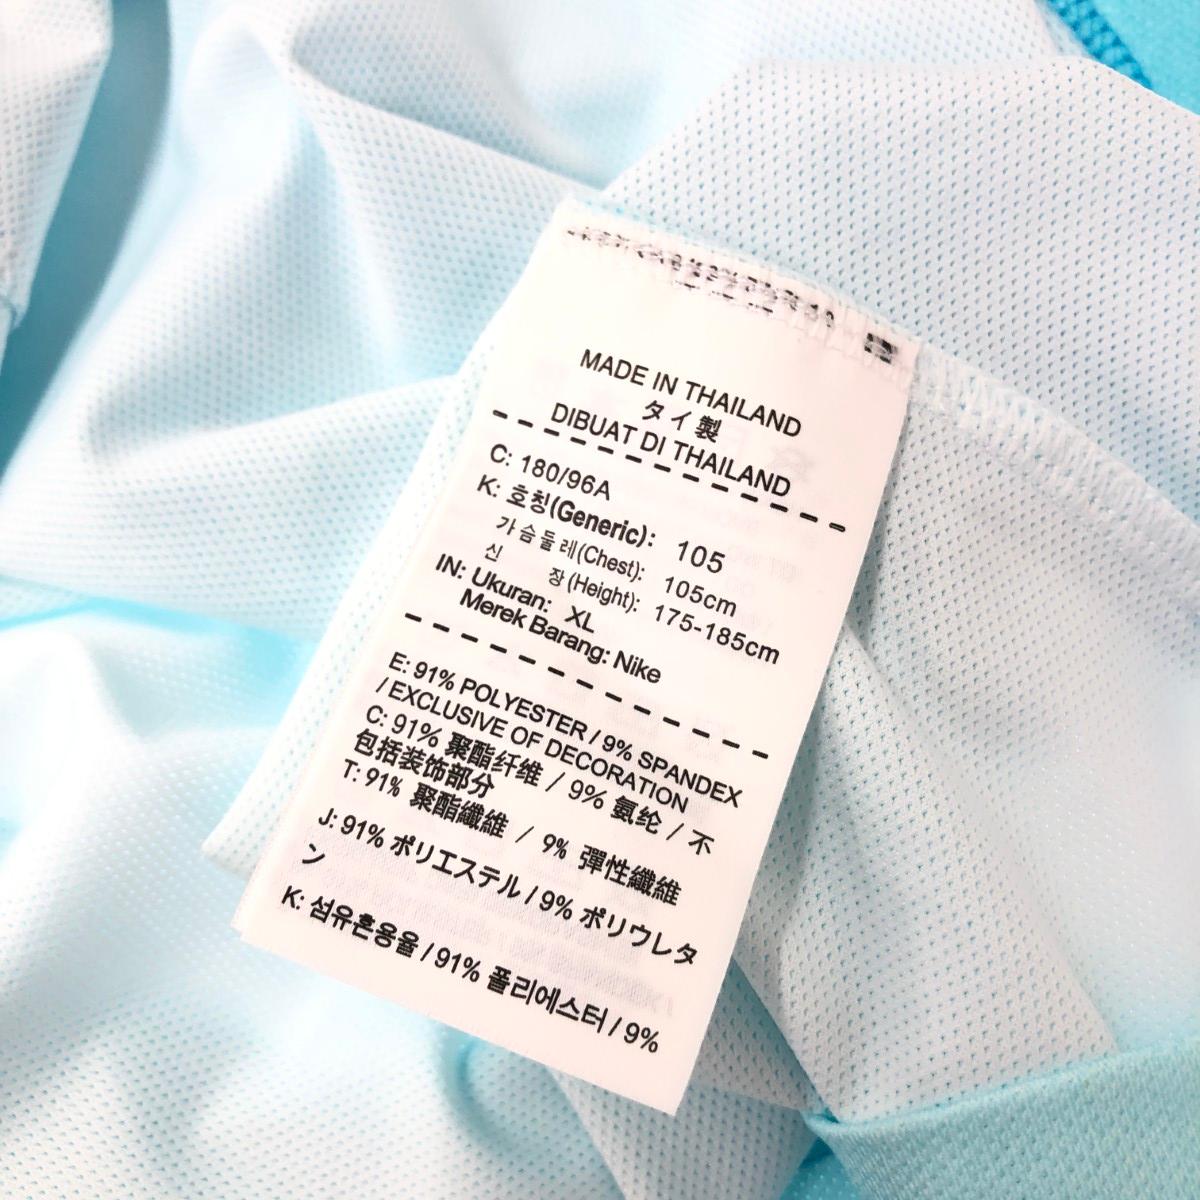 MADE IN THAILAND
タイ製
DIBUAT DI THAILAND
C: 180/96A
K: 호칭(Generic): 105
가슴둘레(Chest): 105cm
신 장(Height): 175-185cm
IN: Ukuran: XL
Merek Barang: Nike
E: 91% POLYESTER / 9% SPANDEX
/ EXCLUSIVE OF DECORATION
C: 91% 聚酯纤维 / 9% 氨纶 / 不
包括装饰部分
T: 91% 聚酯纖維 / 9% 彈性纖維
J: 91% ポリエステル / 9% ポリウレタ
ン
K: 섬유혼용율 / 91% 폴리에스터 / 9%